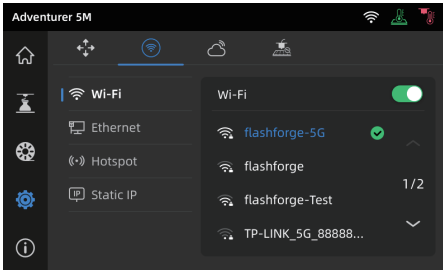 Adventurer 5M
Wi-Fi
Ethernet
Hotspot
IP Static IP
Wi-Fi
flashforge-5G
flashforge
1/2
flashforge-Test
TP-LINK_5G_88888...